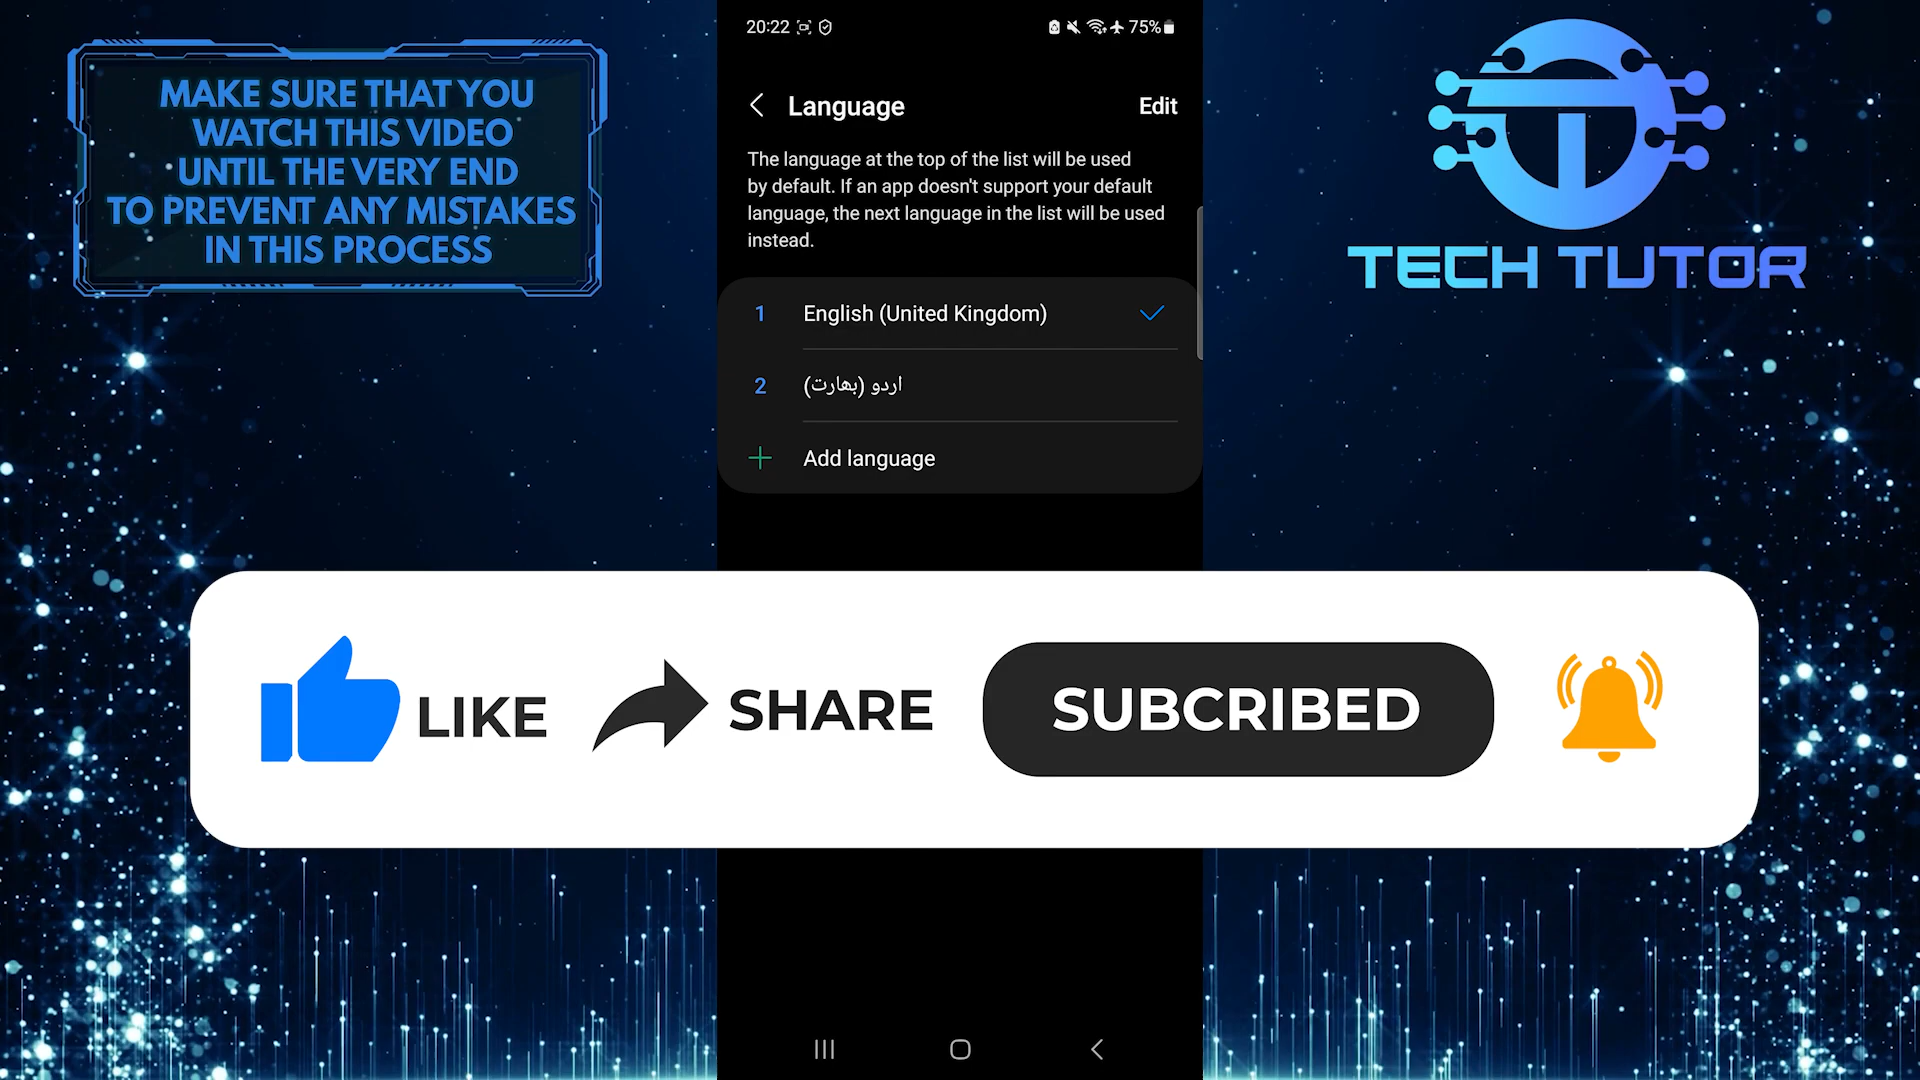 MAKE SURE THAT YOU
WATCH THIS VIDEO
UNTIL THE VERY END
TO PREVENT ANY MISTAKES
IN THIS PROCESS
20:22
75%
Language
Edit
The language at the top of the list will be used
by default. If an app doesn't support your default
language, the next language in the list will be used
instead.
1 English (United Kingdom)
2 اردو (بھارت)
Add language
TECH TUTOR
LIKE
SHARE
SUBCRIBED